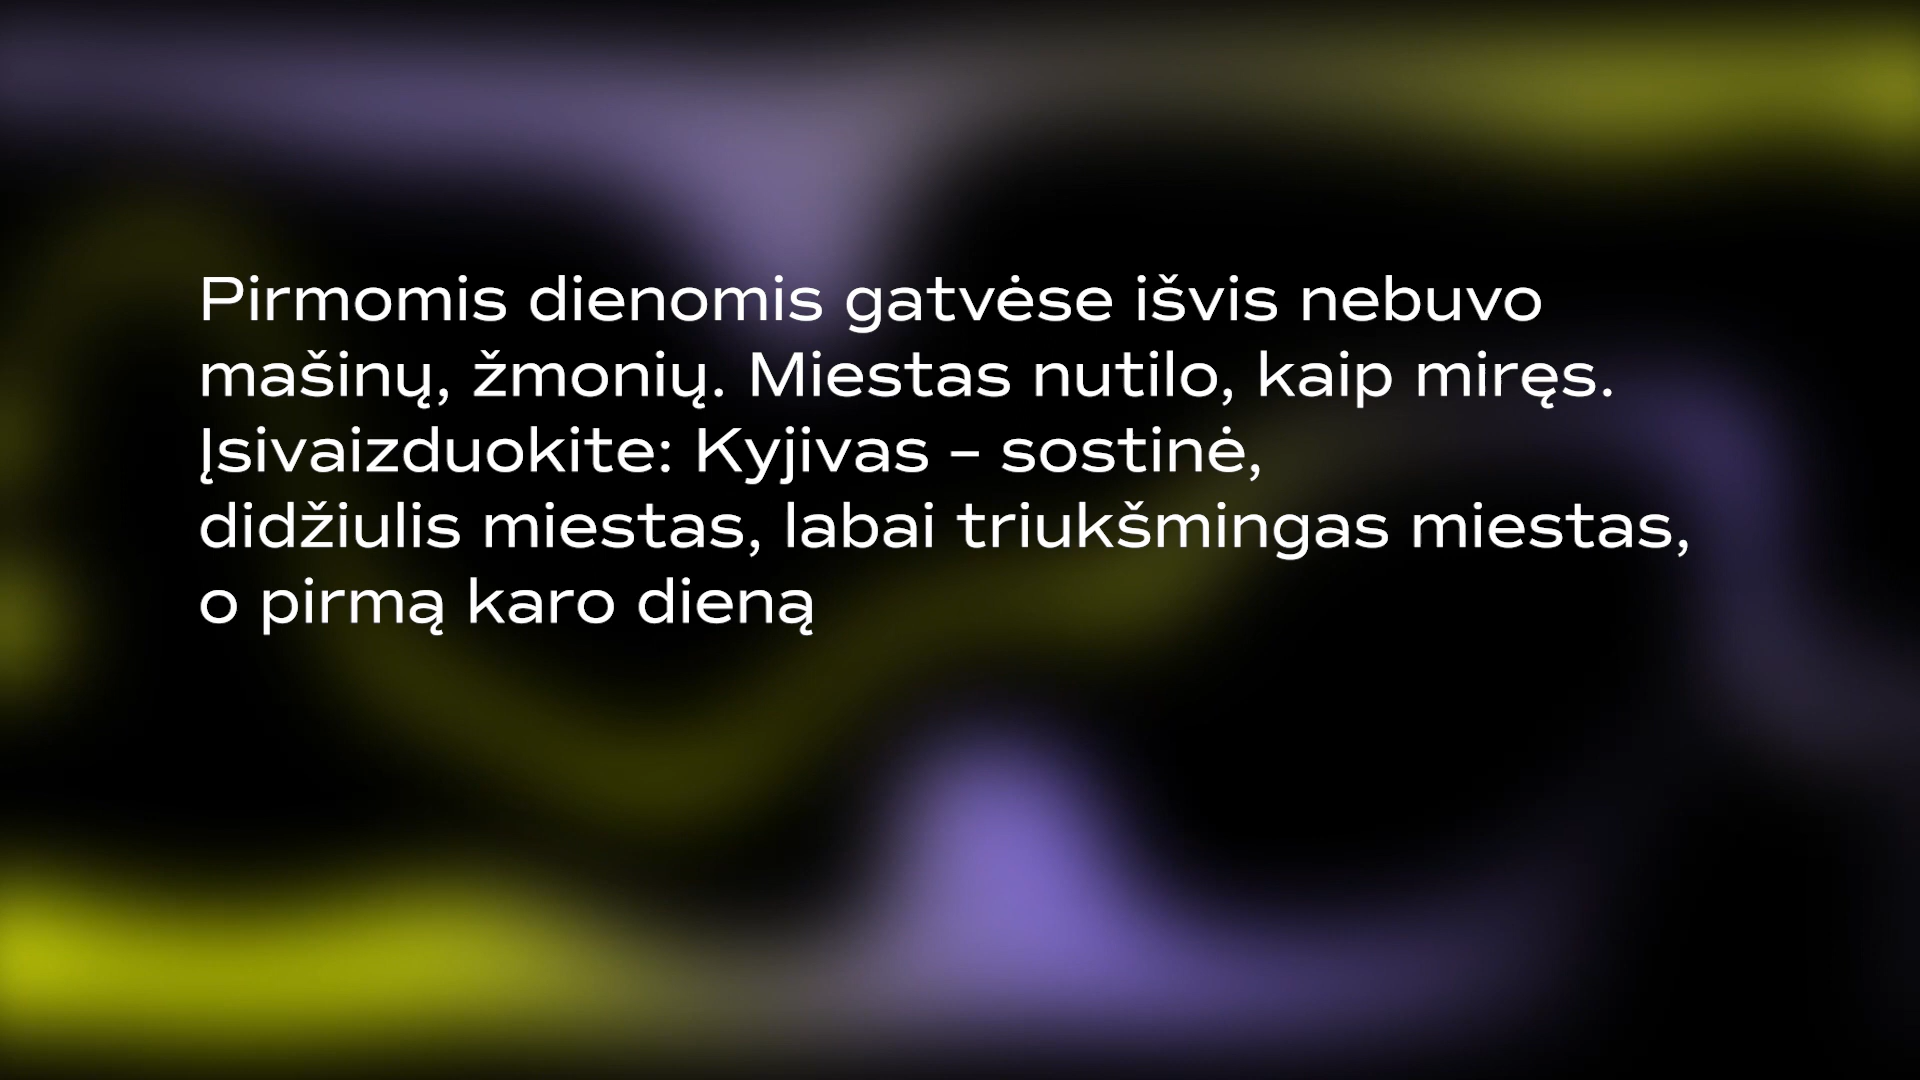 Pirmomis dienomis gatvėse išvis nebuvo
mašinų, žmonių. Miestas nutilo, kaip miręs.
Įsivaizduokite: Kyjivas – sostinė,
didžiulis miestas, labai triukšmingas miestas,
o pirmą karo dieną